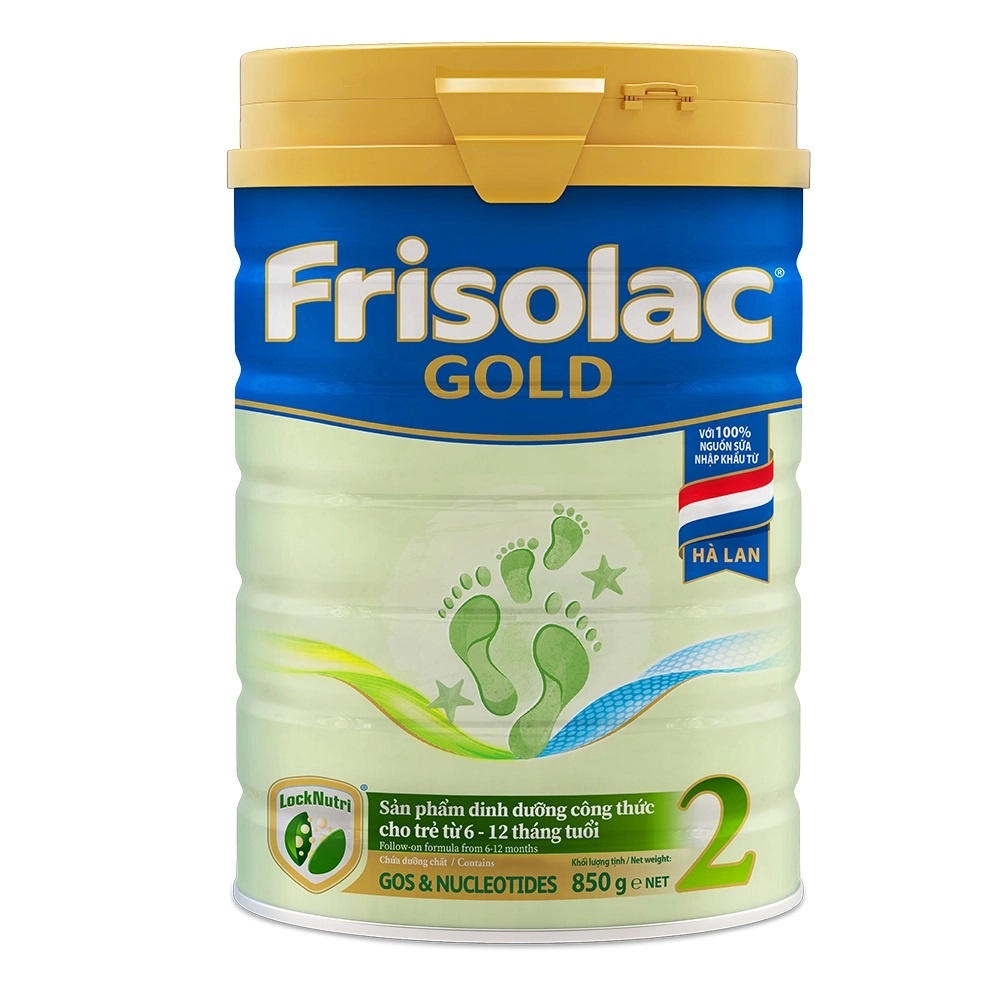 Frisolac®
GOLD
VỚI 100%
NGUỒN SỮA
NHẬP KHẨU TỪ
HÀ LAN
LockNutri®
Sản phẩm dinh dưỡng công thức
cho trẻ từ 6 - 12 tháng tuổi
Follow-on formula from 6-12 months
Chứa dưỡng chất / Contains
GOS & NUCLEOTIDES
Khối lượng tịnh / Net weight:
850 g e NET
2